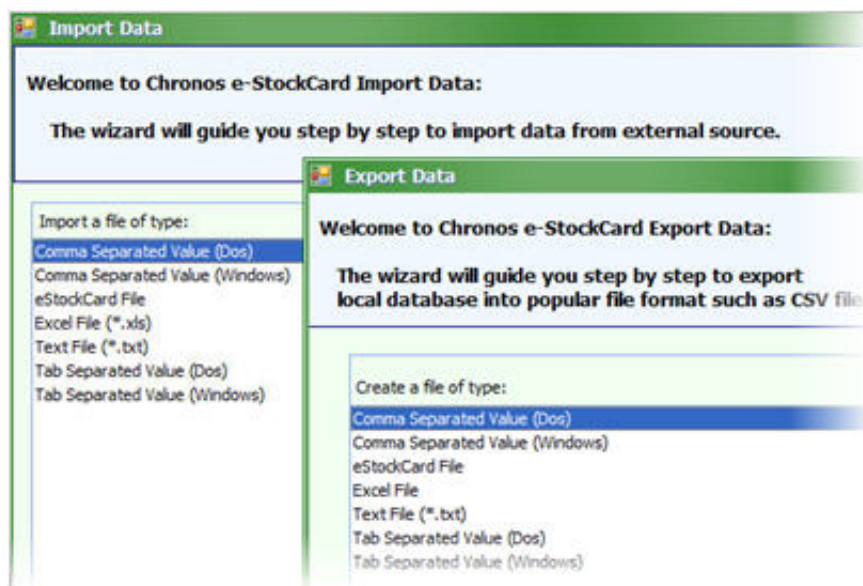 Import Data
Welcome to Chronos e-StockCard Import Data:
The wizard will guide you step by step to import data from external source.
Import a file of type:
Comma Separated Value (Dos)
Comma Separated Value (Windows)
eStockCard File
Excel File (*.xls)
Text File (*.txt)
Tab Separated Value (Dos)
Tab Separated Value (Windows)
Export Data
Welcome to Chronos e-StockCard Export Data:
The wizard will guide you step by step to export
local database into popular file format such as CSV file
Create a file of type:
Comma Separated Value (Dos)
Comma Separated Value (Windows)
eStockCard File
Excel File
Text File (*.txt)
Tab Separated Value (Dos)
Tab Separated Value (Windows)